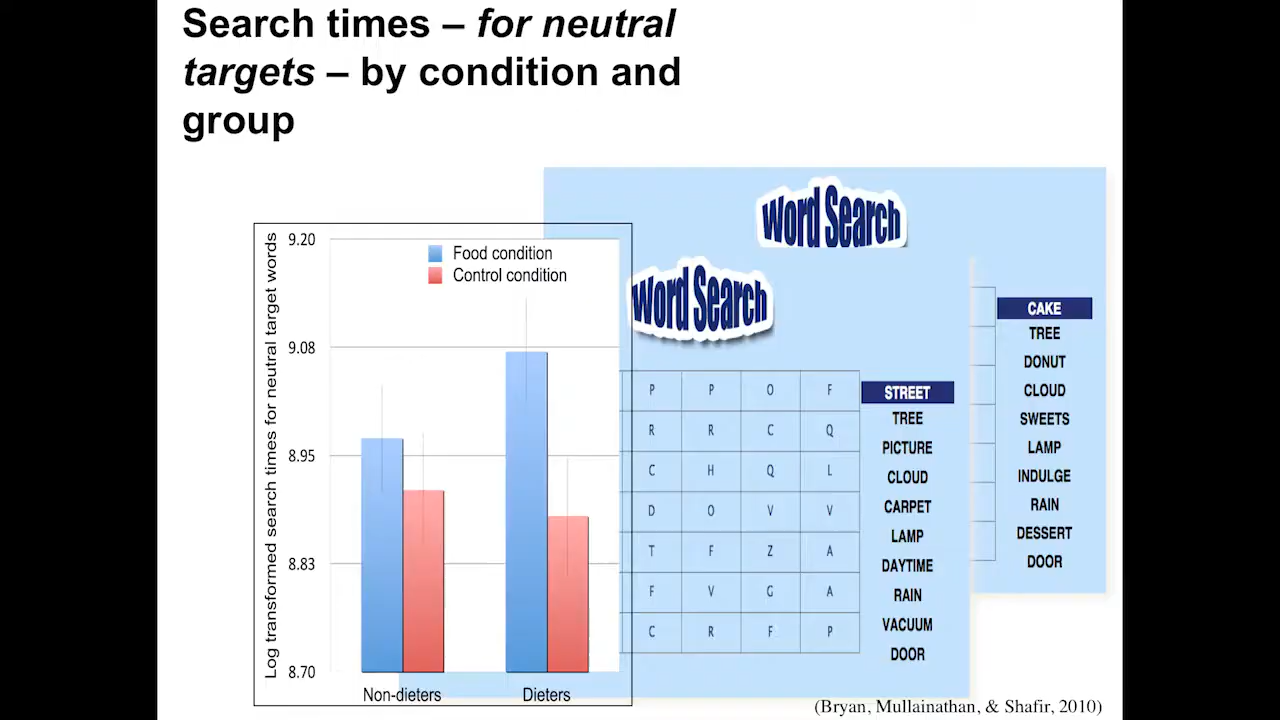 Search times – for neutral
targets – by condition and
group
Word Search
Word Search
Log transformed search times for neutral target words
9.20
9.08
8.95
8.83
8.70
Food condition
Control condition
Non-dieters
Dieters
P P O F
R R C Q
C H Q L
D O V V
T F Z A
F V G A
C R F P
STREET
TREE
PICTURE
CLOUD
CARPET
LAMP
DAYTIME
RAIN
VACUUM
DOOR
CAKE
TREE
DONUT
CLOUD
SWEETS
LAMP
INDULGE
RAIN
DESSERT
DOOR
(Bryan, Mullainathan, & Shafir, 2010)